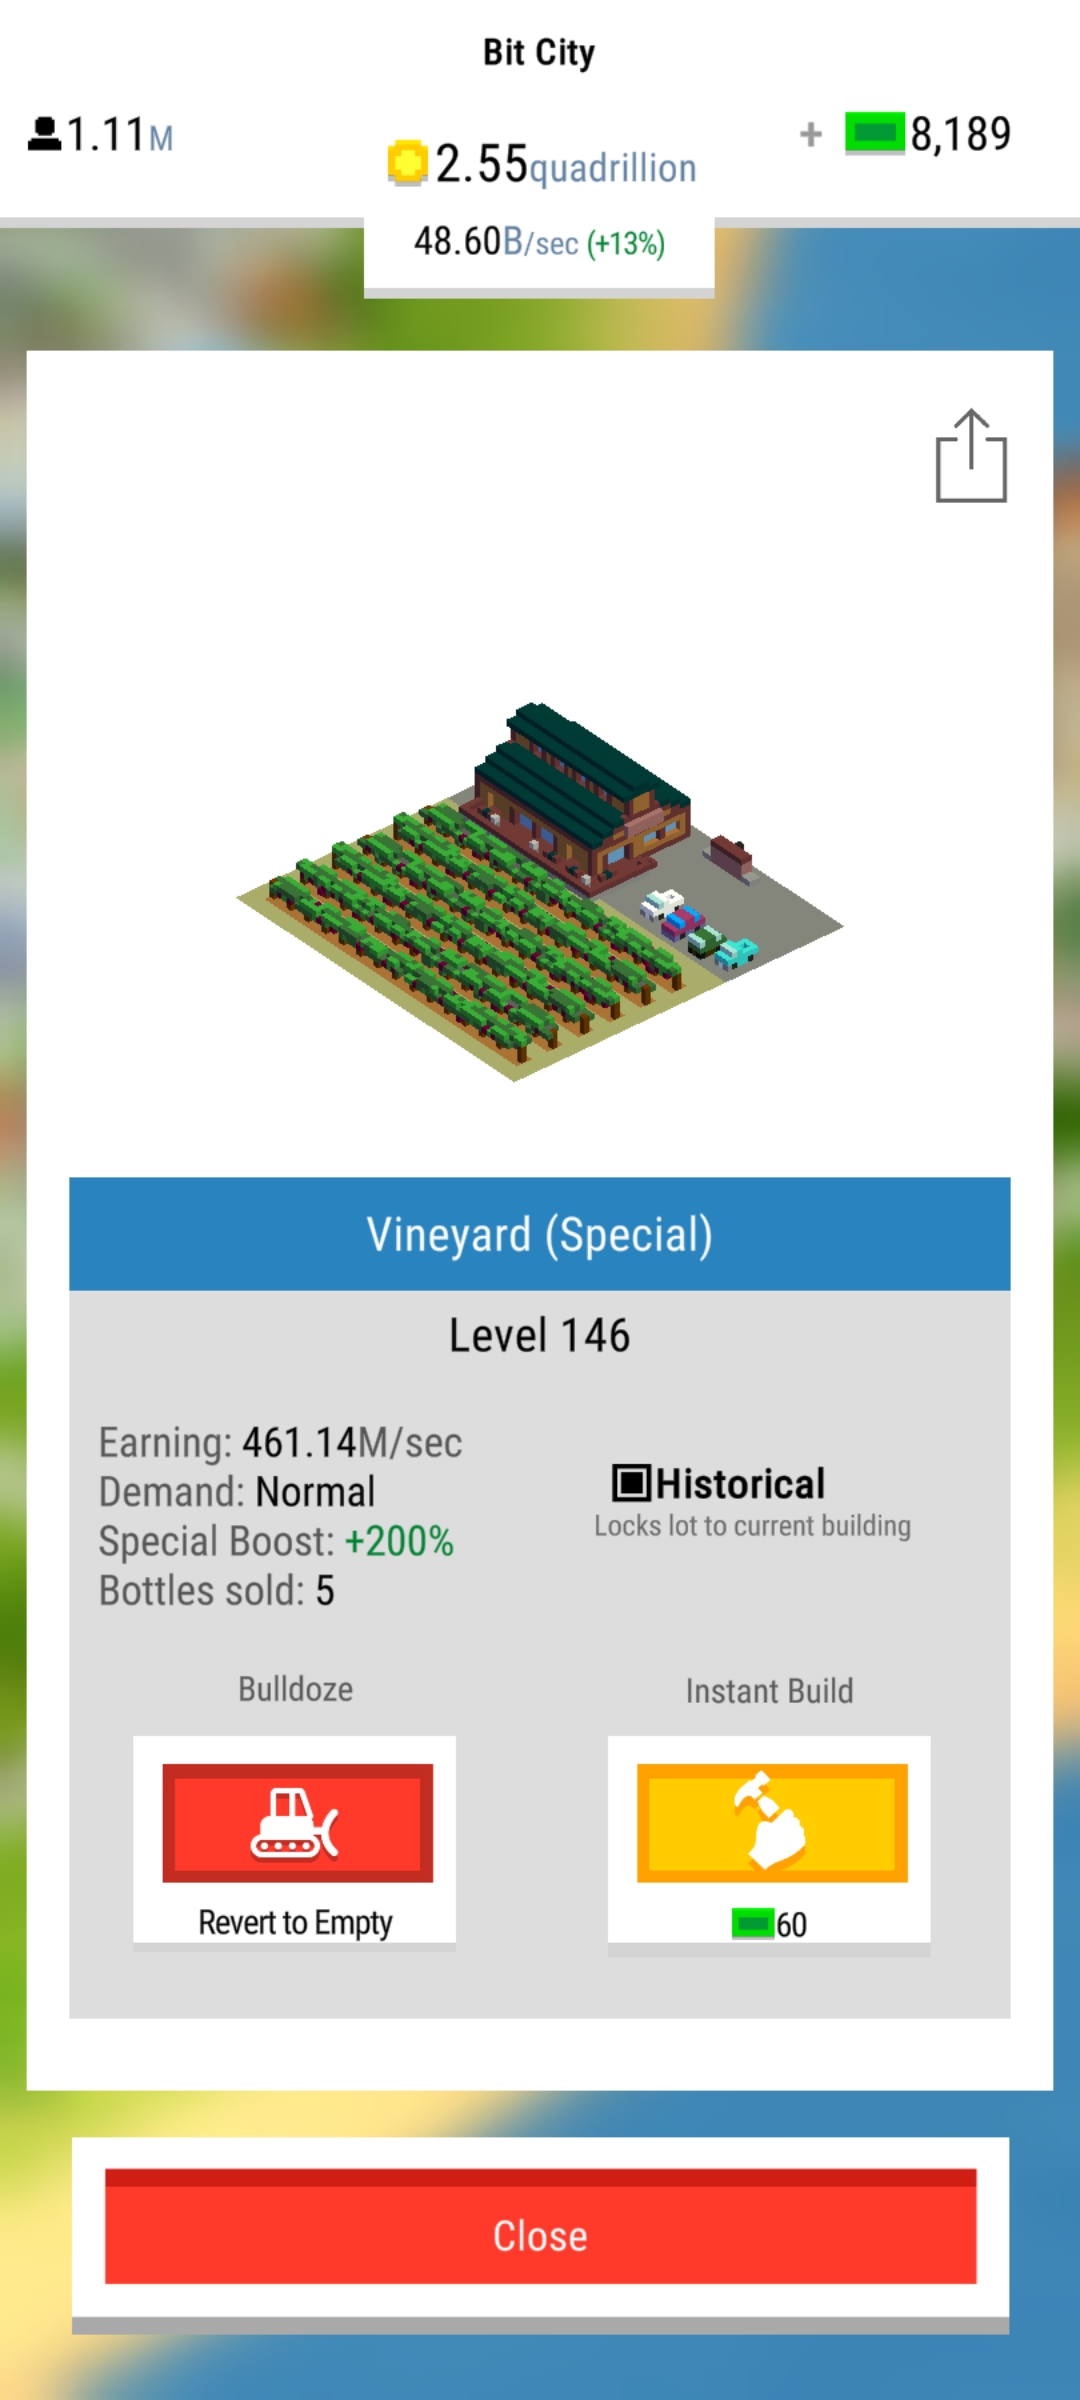 Bit City
1.11M
2.55quadrillion
+ 8,189
48.60B/sec (+13%)
Vineyard (Special)
Level 146
Earning: 461.14M/sec
Demand: Normal
Special Boost: +200%
Bottles sold: 5
Historical
Locks lot to current building
Bulldoze
Instant Build
Revert to Empty
60
Close